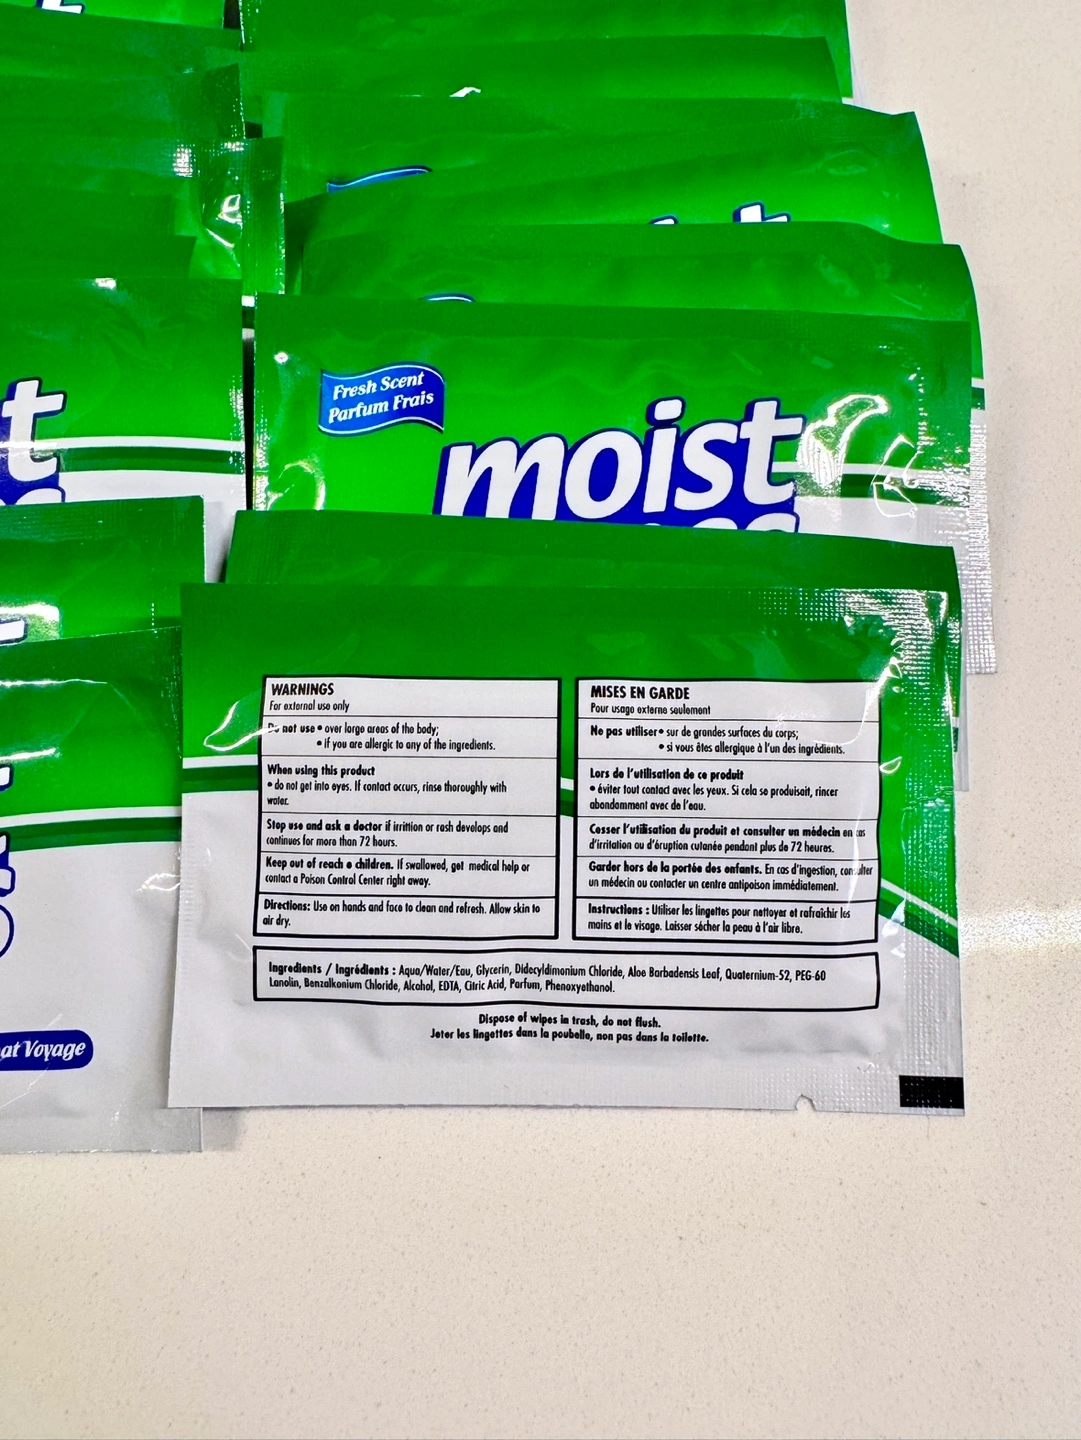 Fresh Scent
Parfum Frais
moist
at Voyage
WARNINGS
For external use only
Do not use • over large areas of the body;
• if you are allergic to any of the ingredients.
When using this product
• do not get into eyes. If contact occurs, rinse thoroughly with
water.
Stop use and ask a doctor if irrition or rash develops and
continues for more than 72 hours.
Keep out of reach o children. If swallowed, get medical help or
contact a Poison Control Center right away.
Directions: Use on hands and face to clean and refresh. Allow skin to
air dry.
MISES EN GARDE
Pour usage externe seulement
Ne pas utiliser • sur de grandes surfaces du corps;
• si vous êtes allergique à l'un des ingrédients.
Lors de l'utilisation de ce produit
• éviter tout contact avec les yeux. Si cela se produisait, rincer
abondamment avec de l'eau.
Cesser l'utilisation du produit et consulter un médecin en cas
d'irritation ou d'éruption cutanée pendant plus de 72 heures.
Garder hors de la portée des enfants. En cas d'ingestion, consulter
un médecin ou contacter un centre antipoison immédiatement.
Instructions : Utiliser les lingettes pour nettoyer et rafraîchir les
mains et le visage. Laisser sécher la peau à l'air libre.
Ingredients / Ingrédients : Aqua/Water/Eau, Glycerin, Didecyldimonium Chloride, Aloe Barbadensis Leaf, Quaternium-52, PEG-60
Lanolin, Benzalkonium Chloride, Alcohol, EDTA, Citric Acid, Parfum, Phenoxyethanol.
Dispose of wipes in trash, do not flush.
Jeter les lingettes dans la poubelle, non pas dans la toilette.